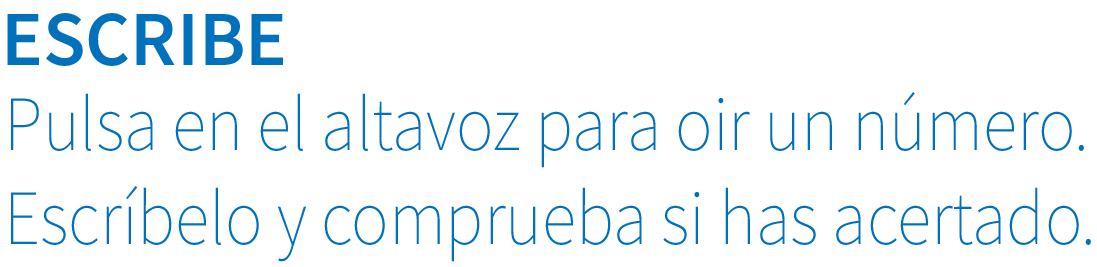 ESCRIBE
Pulsa en el altavoz para oir un número.
Escríbelo y comprueba si has acertado.